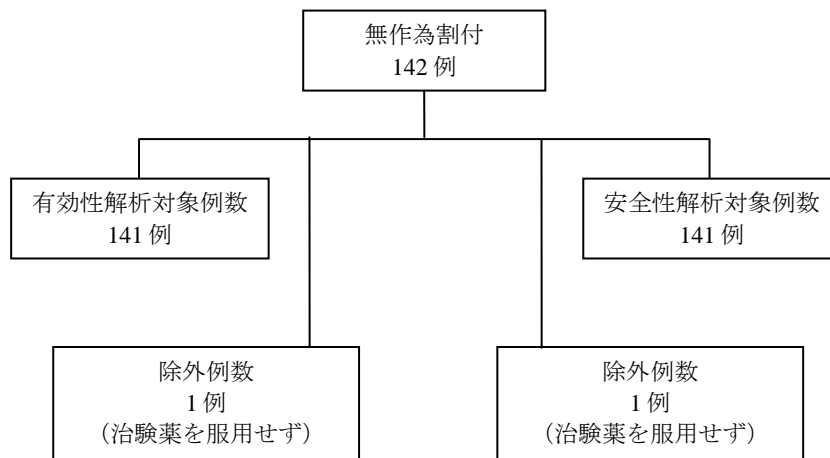 無作為割付
142 例
有効性解析対象例数
141 例
安全性解析対象例数
141 例
除外例数
1 例
（治験薬を服用せず）
除外例数
1 例
（治験薬を服用せず）